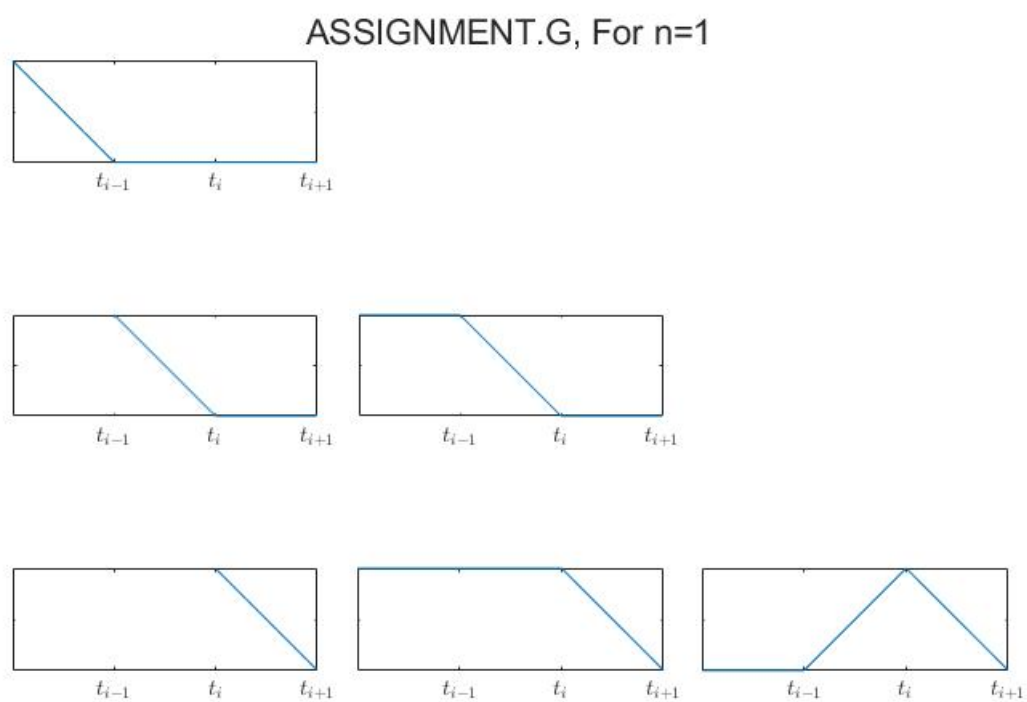 ASSIGNMENT.G, For n=1
t_{i-1} t_i t_{i+1}
t_{i-1} t_i t_{i+1} t_{i-1} t_i t_{i+1}
t_{i-1} t_i t_{i+1} t_{i-1} t_i t_{i+1} t_{i-1} t_i t_{i+1}